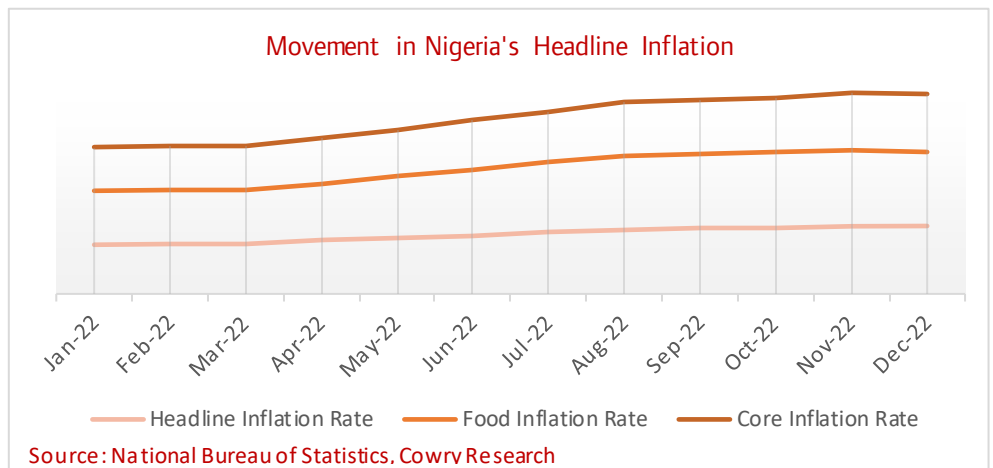 Movement in Nigeria's Headline Inflation
Jan-22 Feb-22 Mar-22 Apr-22 May-22 Jun-22 Jul-22 Aug-22 Sep-22 Oct-22 Nov-22 Dec-22
Headline Inflation Rate Food Inflation Rate Core Inflation Rate
Source: National Bureau of Statistics, Cowry Research